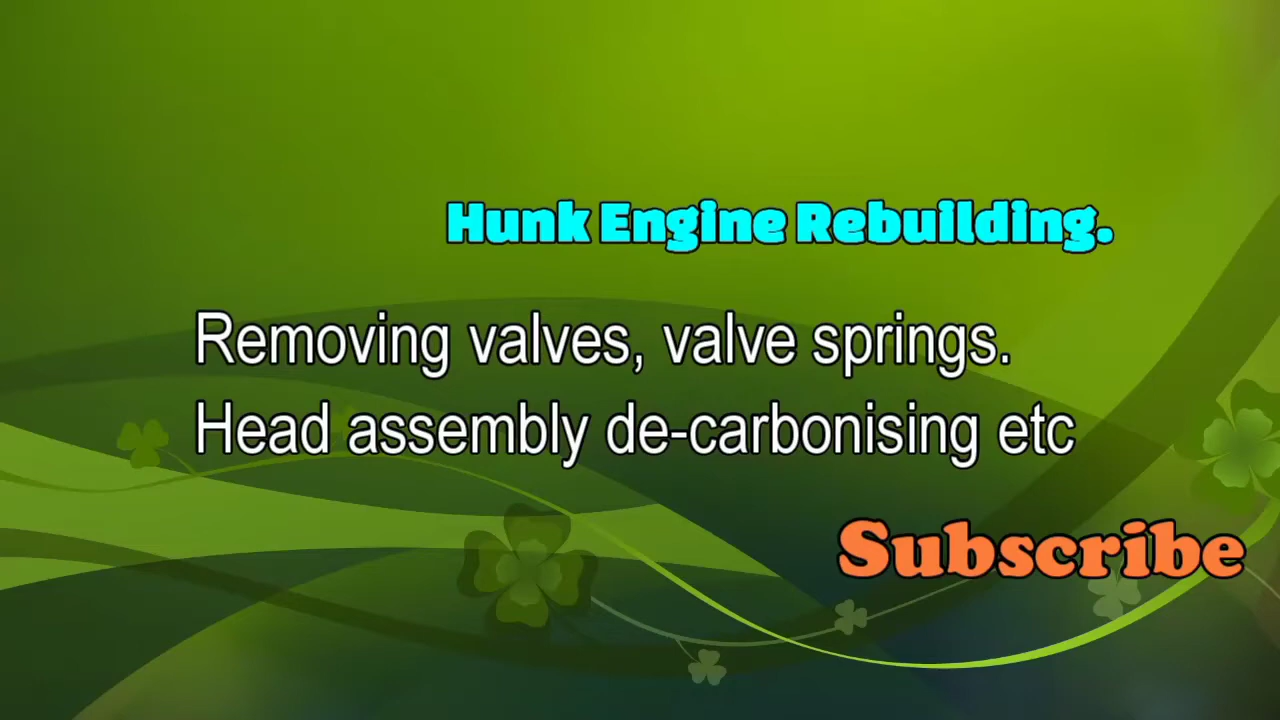 Hunk Engine Rebuilding.
Removing valves, valve springs.
Head assembly de-carbonising etc
Subscribe